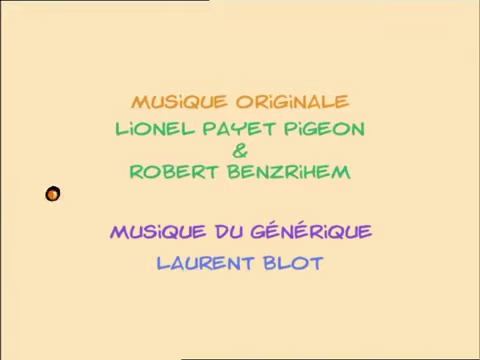 MUSiQUE ORiGiNALE
LiONEL PAYET PiGEON
&
ROBERT BENZRiHEM
MUSiQUE DU GÉNÉRiQUE
LAURENT BLOT